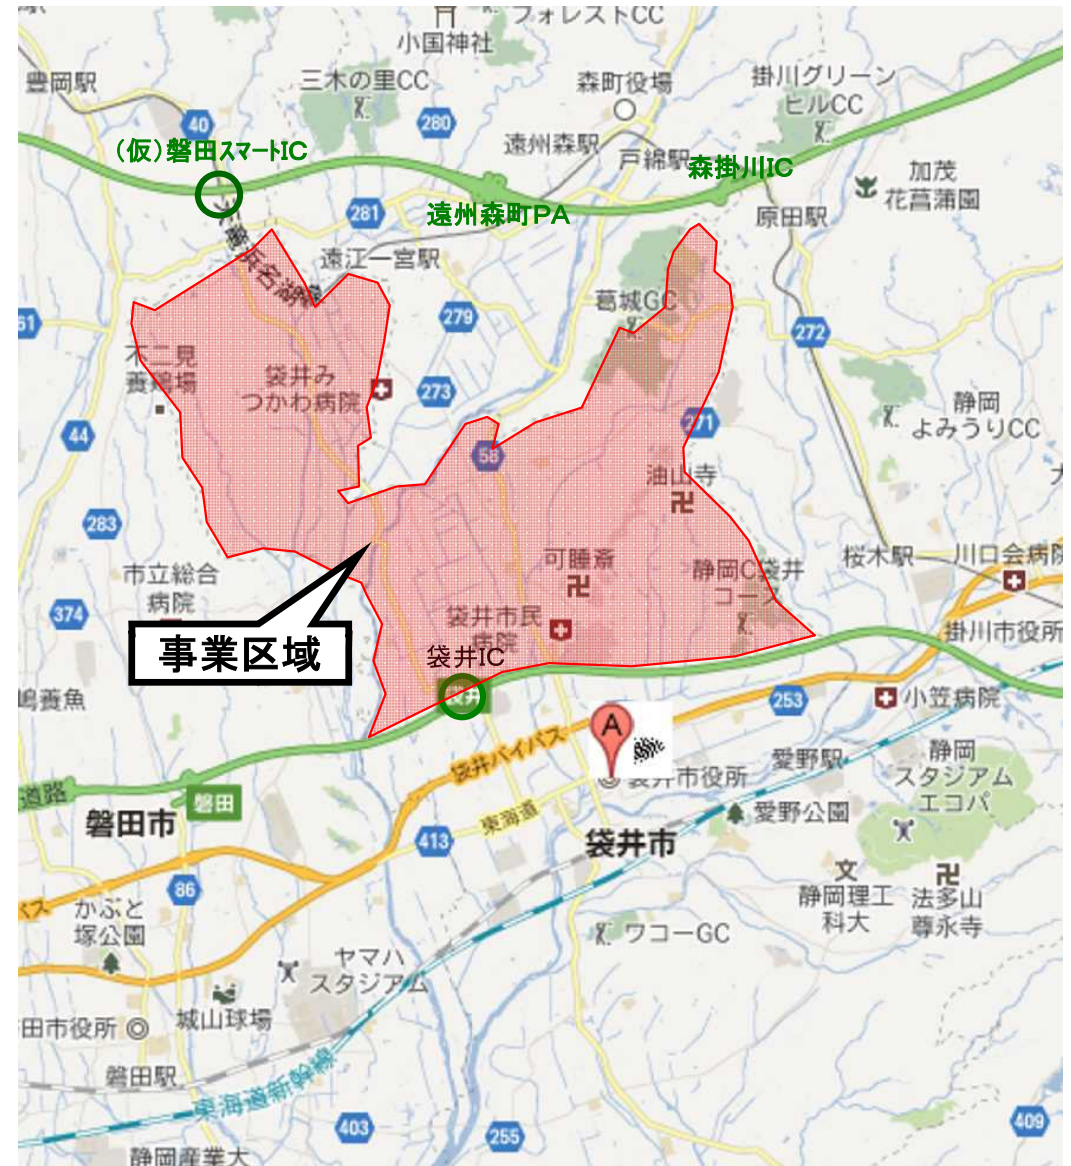 フォレストCC
小国神社
豊岡駅
三木の里CC
森町役場
掛川グリーン
ヒルCC
40
280
(仮)磐田スマートIC
遠州森駅
戸綿駅
森掛川IC
加茂
花菖蒲園
281
遠州森町PA
原田駅
遠江一宮駅
葛城GC
279
61
272
不二見
養鶏場
袋井み
つかわ病院
273
静岡
よみうりCC
44
58
271
油山寺
283
可睡斎
桜木駅
川口会病院
市立総合
病院
静岡C袋井
コース
374
袋井市民
病院
掛川市役所
事業区域
袋井IC
袋井
253
小笠病院
袋井バイパス
A
愛野駅
静岡
スタジアム
エコパ
袋井市役所
道路
磐田
磐田市
東海道
愛野公園
413
袋井市
86
静岡理工
科大
法多山
尊永寺
かぶと
塚公園
ワコーGC
ヤマハ
スタジアム
城山球場
田市役所
磐田駅
東海道新幹線
403
255
409
静岡産業大